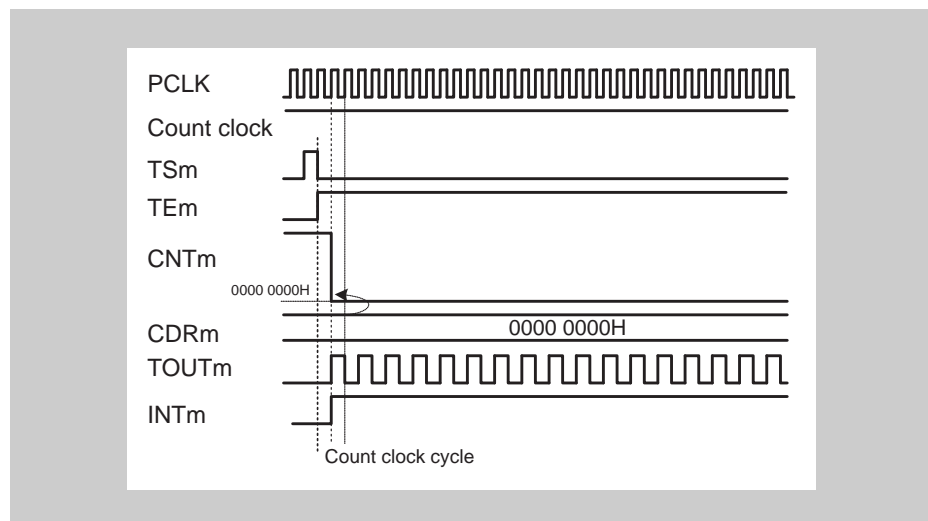 PCLK
Count clock
TSm
TEm
CNTm
0000 0000H
CDRm
0000 0000H
TOUTm
INTm
Count clock cycle